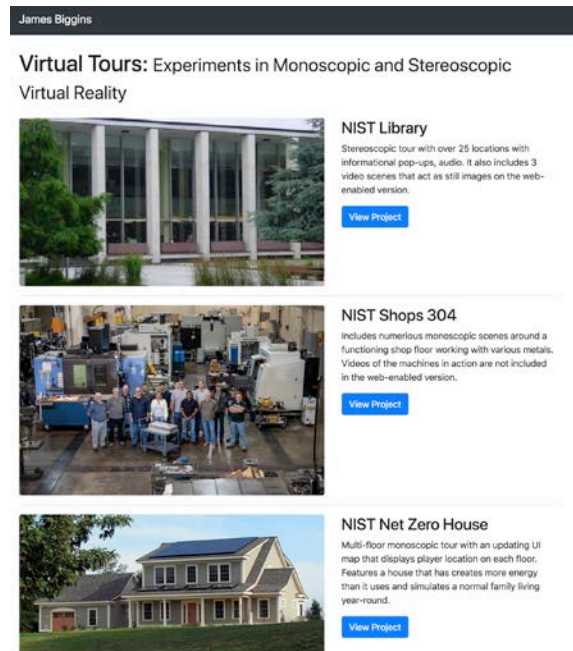 James Biggins
Virtual Tours: Experiments in Monoscopic and Stereoscopic
Virtual Reality
NIST Library
Stereoscopic tour with over 25 locations with
informational pop-ups, audio. It also includes 3
video scenes that act as still images on the web-
enabled version.
View Project
NIST Shops 304
Includes numerious monoscopic scenes around a
functioning shop floor working with various metals.
Videos of the machines in action are not included
in the web-enabled version.
View Project
NIST Net Zero House
Multi-floor monoscopic tour with an updating UI
map that displays player location on each floor.
Features a house that has creates more energy
than it uses and simulates a normal family living
year-round.
View Project